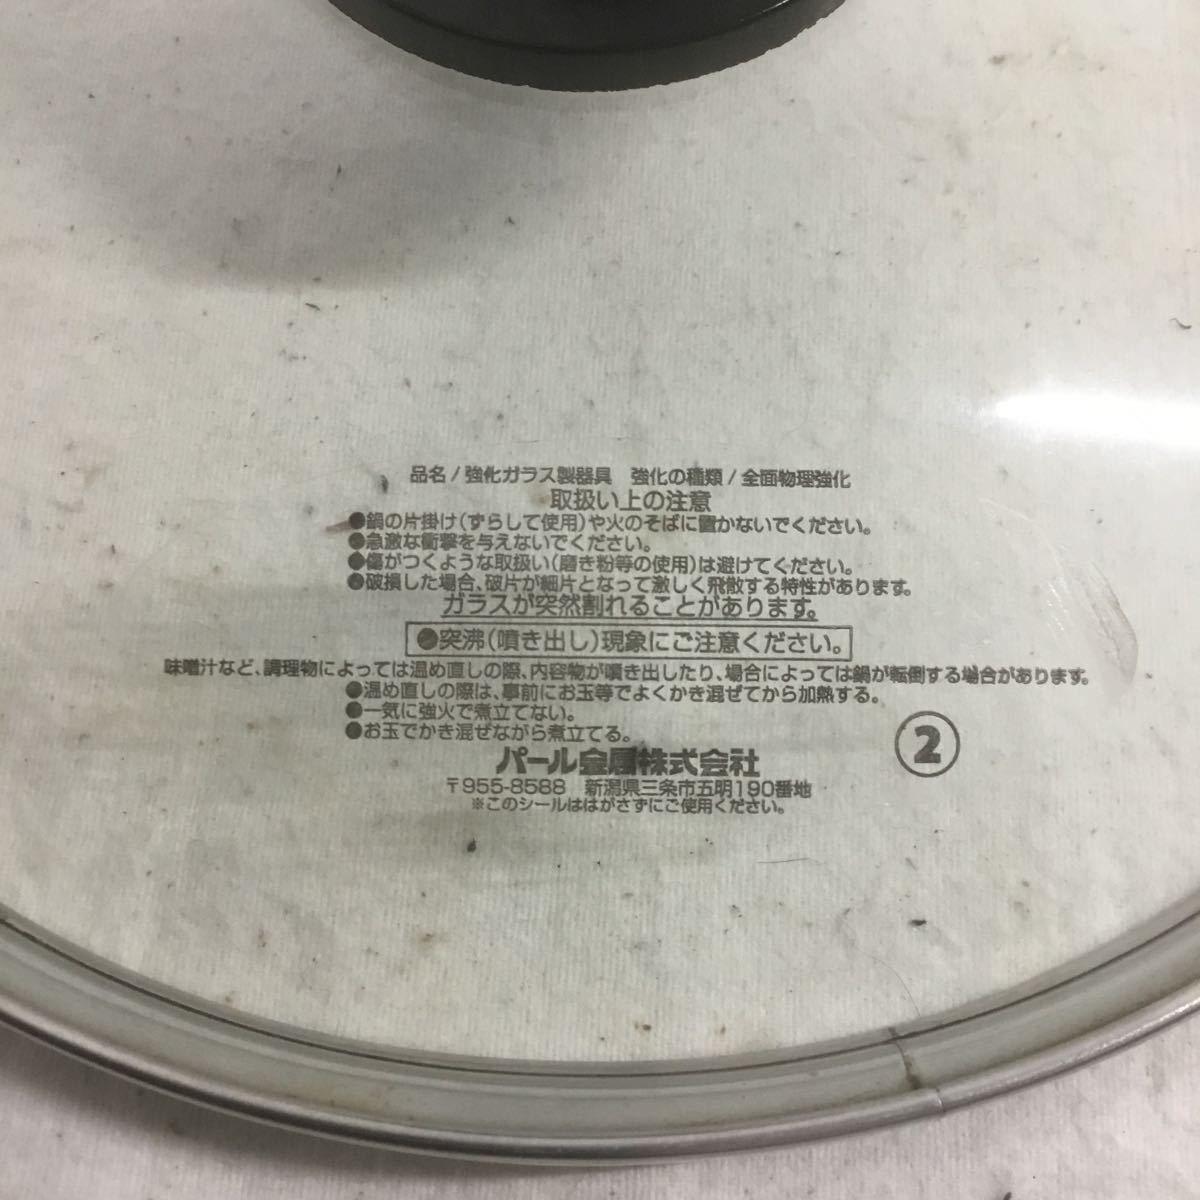 品名/強化ガラス製器具　強化の種類/全面物理強化
取扱い上の注意
●鍋の片掛け(ずらして使用)や火のそばに置かないでください。
●急激な衝撃を与えないでください。
●傷がつくような取扱い(磨き粉等の使用)は避けてください。
●破損した場合、破片が細片となって激しく飛散する特性があります。
ガラスが突然割れることがあります。
●突沸(噴き出し)現象にご注意ください。
味噌汁など、調理物によっては温め直しの際、内容物が噴き出したり、場合によっては鍋が転倒する場合があります。
●温め直しの際は、事前にお玉等でよくかき混ぜてから加熱する。
●一気に強火で煮立てない。
●お玉でかき混ぜながら煮立てる。
②
パール金属株式会社
〒955-8588　新潟県三条市五明190番地
※このシールははがさずにご使用ください。